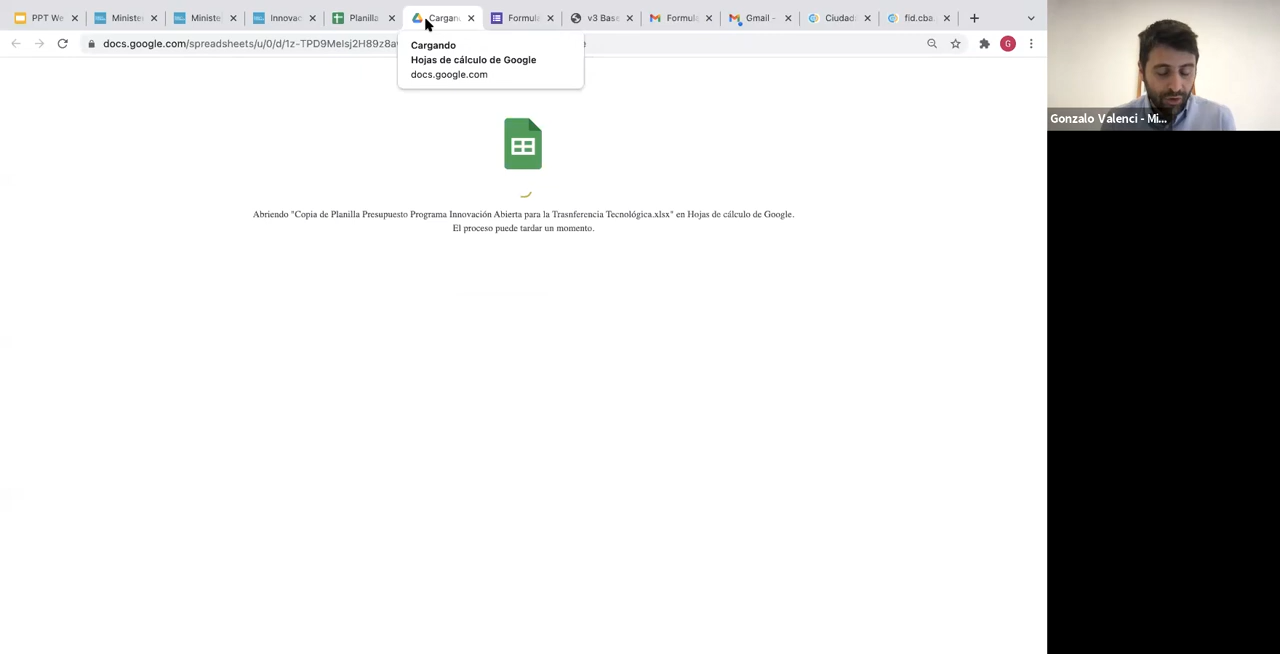 PPT We
Ministe
Ministe
Innovac
Planilla
Cargan
Formula
v3 Base
Formula
Gmail -
Ciudad
fid.cba.
docs.google.com/spreadsheets/u/0/d/1z-TPD9MeIsj2H89z8a
Cargando
Hojas de cálculo de Google
docs.google.com
G
Gonzalo Valenci - Mi...
Abriendo "Copia de Planilla Presupuesto Programa Innovación Abierta para la Trasnferencia Tecnológica.xlsx" en Hojas de cálculo de Google.
El proceso puede tardar un momento.